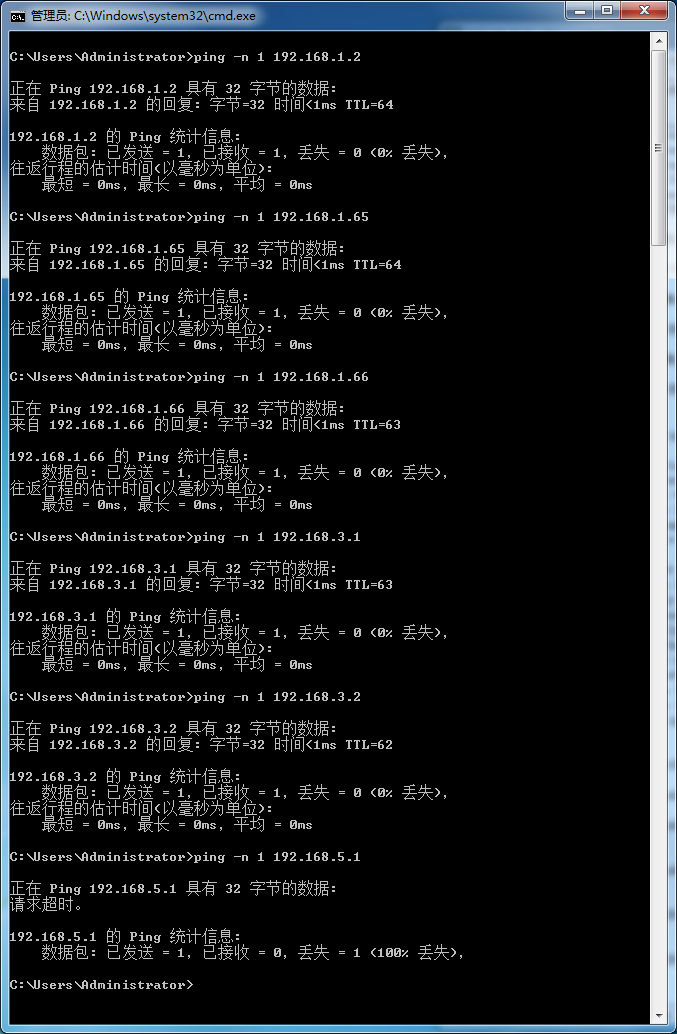 管理员: C:\Windows\system32\cmd.exe
C:\Users\Administrator>ping -n 1 192.168.1.2
正在 Ping 192.168.1.2 具有 32 字节的数据:
来自 192.168.1.2 的回复: 字节=32 时间<1ms TTL=64
192.168.1.2 的 Ping 统计信息:
数据包: 已发送 = 1，已接收 = 1，丢失 = 0 (0% 丢失)，
往返行程的估计时间(以毫秒为单位):
最短 = 0ms，最长 = 0ms，平均 = 0ms
C:\Users\Administrator>ping -n 1 192.168.1.65
正在 Ping 192.168.1.65 具有 32 字节的数据:
来自 192.168.1.65 的回复: 字节=32 时间<1ms TTL=64
192.168.1.65 的 Ping 统计信息:
数据包: 已发送 = 1，已接收 = 1，丢失 = 0 (0% 丢失)，
往返行程的估计时间(以毫秒为单位):
最短 = 0ms，最长 = 0ms，平均 = 0ms
C:\Users\Administrator>ping -n 1 192.168.1.66
正在 Ping 192.168.1.66 具有 32 字节的数据:
来自 192.168.1.66 的回复: 字节=32 时间<1ms TTL=63
192.168.1.66 的 Ping 统计信息:
数据包: 已发送 = 1，已接收 = 1，丢失 = 0 (0% 丢失)，
往返行程的估计时间(以毫秒为单位):
最短 = 0ms，最长 = 0ms，平均 = 0ms
C:\Users\Administrator>ping -n 1 192.168.3.1
正在 Ping 192.168.3.1 具有 32 字节的数据:
来自 192.168.3.1 的回复: 字节=32 时间<1ms TTL=63
192.168.3.1 的 Ping 统计信息:
数据包: 已发送 = 1，已接收 = 1，丢失 = 0 (0% 丢失)，
往返行程的估计时间(以毫秒为单位):
最短 = 0ms，最长 = 0ms，平均 = 0ms
C:\Users\Administrator>ping -n 1 192.168.3.2
正在 Ping 192.168.3.2 具有 32 字节的数据:
来自 192.168.3.2 的回复: 字节=32 时间<1ms TTL=62
192.168.3.2 的 Ping 统计信息:
数据包: 已发送 = 1，已接收 = 1，丢失 = 0 (0% 丢失)，
往返行程的估计时间(以毫秒为单位):
最短 = 0ms，最长 = 0ms，平均 = 0ms
C:\Users\Administrator>ping -n 1 192.168.5.1
正在 Ping 192.168.5.1 具有 32 字节的数据:
请求超时。
192.168.5.1 的 Ping 统计信息:
数据包: 已发送 = 1，已接收 = 0，丢失 = 1 (100% 丢失)，
C:\Users\Administrator>